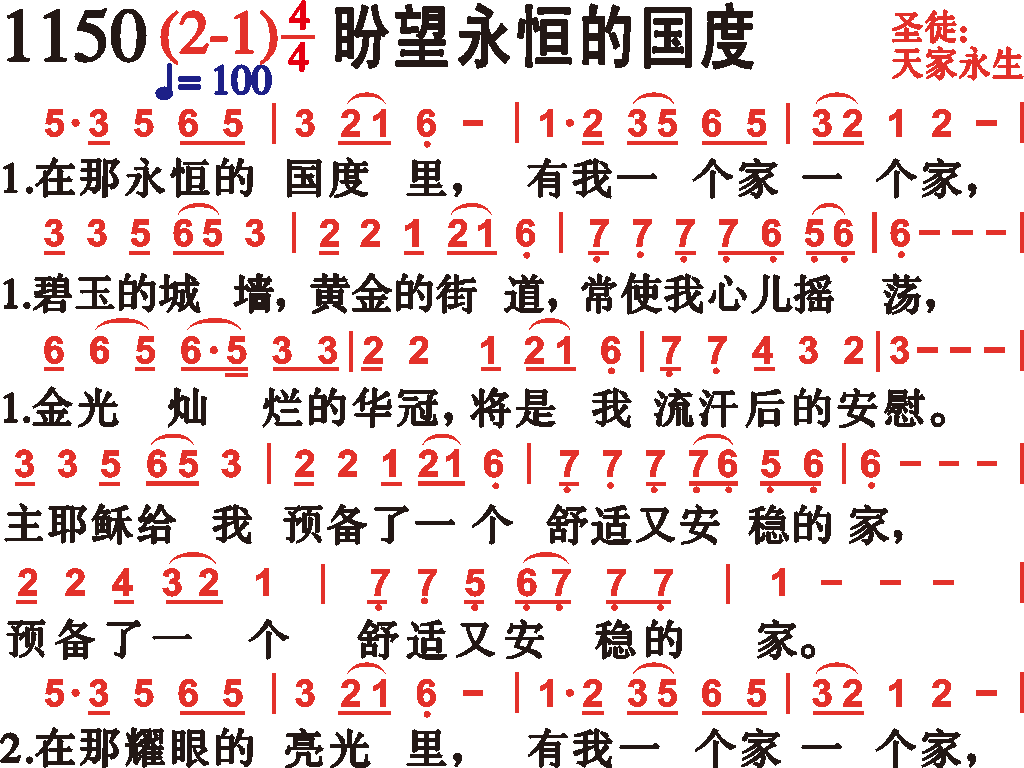 1150 (2-1) 4/4 盼望永恒的国度 圣徒:
♩= 100 天家永生
5·3 5 6 5 | 3 21 6 – | 1·2 35 65 | 32 1 2 – |
1.在那永恒的 国度 里， 有我一 个家 一 个家，
3 3 5 65 3 | 2 2 1 21 6 | 7 7 7 7 6 56 | 6 – – – |
1.碧玉的城 墙，黄金的街 道，常使我心儿摇 荡，
6 6 5 6·5 3 3 | 2 2 1 21 6 | 7 7 4 3 2 | 3 – – – |
1.金光 灿 烂的华冠，将是 我 流汗后的安慰。
3 3 5 65 3 | 2 2 1 21 6 | 7 7 7 76 5 6 | 6 – – – |
主耶稣给 我 预备了一 个 舒适又安 稳的 家，
2 2 4 3 2 1 | 7 7 5 6 7 7 7 | 1 – – – |
预备了一 个 舒适又安 稳的 家。
5·3 5 6 5 | 3 21 6 – | 1·2 35 65 | 32 1 2 – |
2.在那耀眼的 亮光 里， 有我一 个家 一 个家，